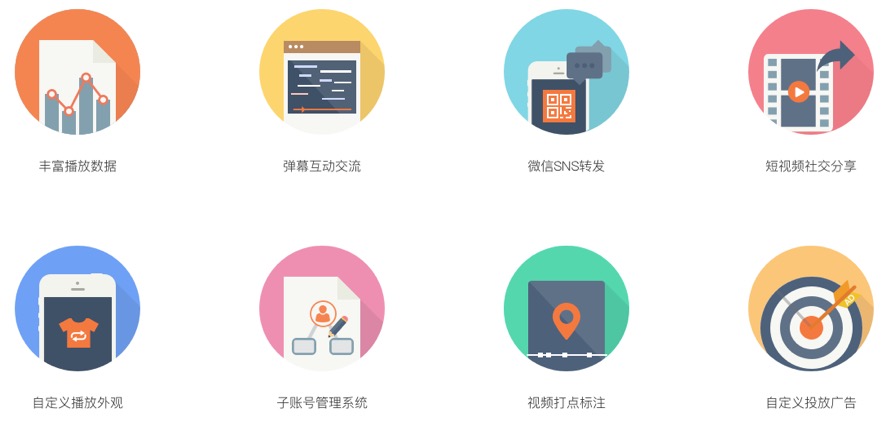 丰富播放数据
弹幕互动交流
微信SNS转发
短视频社交分享
AD
自定义播放外观
子账号管理系统
视频打点标注
自定义投放广告